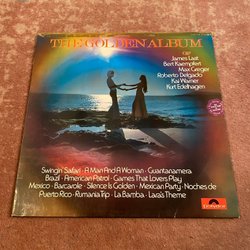 THE GOLDEN ALBUM
James Last
Bert Kaempfert
Max Greger
Roberto Delgado
Kai Warner
Kurt Edelhagen
Swingin' Safari · A Man And A Woman · Guantanamera
Brazil · American Patrol · Games That Lovers Play
Mexico · Barcarole · Silence Is Golden · Mexican Party · Noches de
Puerto Rico · Rumania Trip · La Bamba · Lara's Theme
Polydor